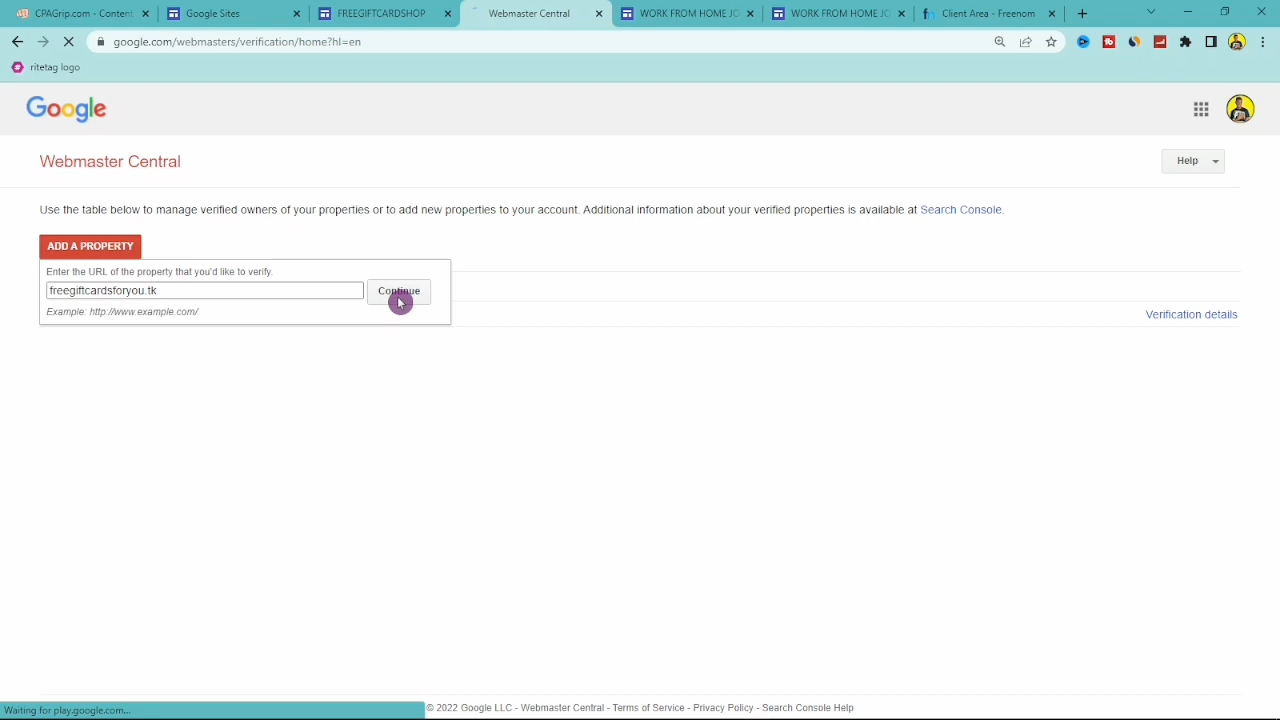 CPAGrip.com - Content
Google Sites
FREEGIFTCARDSHOP
Webmaster Central
WORK FROM HOME JO
WORK FROM HOME JO
Client Area - Freenom
google.com/webmasters/verification/home?hl=en
ritetag logo
Google
Webmaster Central
Help
Use the table below to manage verified owners of your properties or to add new properties to your account. Additional information about your verified properties is available at Search Console.
ADD A PROPERTY
Enter the URL of the property that you'd like to verify.
freegiftcardsforyou.tk
Continue
Example: http://www.example.com/
Verification details
Waiting for play.google.com...
© 2022 Google LLC - Webmaster Central - Terms of Service - Privacy Policy - Search Console Help